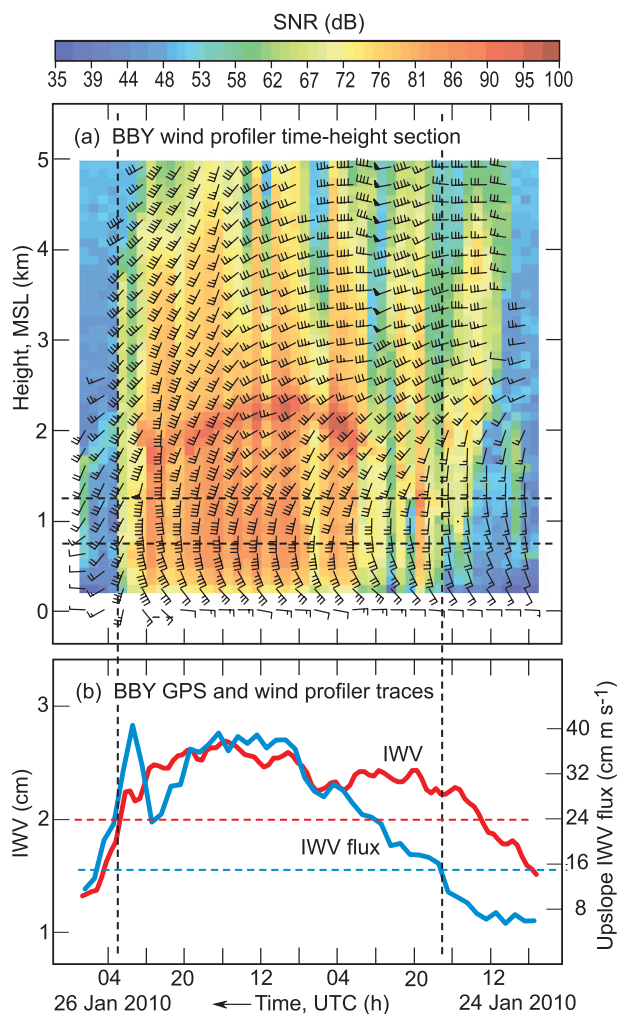 SNR (dB)
35 39 44 48 53 58 62 67 72 76 81 86 90 95 100
(a) BBY wind profiler time-height section
5
4
3
2
1
0
Height, MSL (km)
(b) BBY GPS and wind profiler traces
3
2
1
IWV (cm)
IWV
IWV flux
40
32
24
16
8
Upslope IWV flux (cm m s⁻¹)
04 20 12 04 20 12
26 Jan 2010 ← Time, UTC (h) 24 Jan 2010